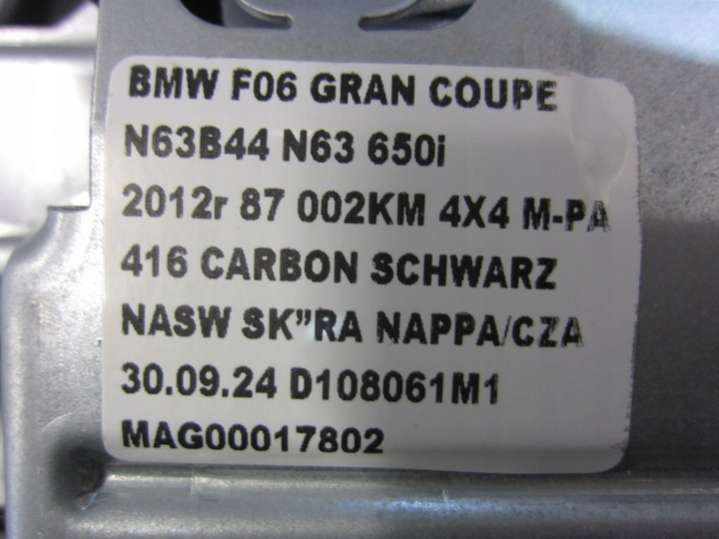 BMW F06 GRAN COUPE
N63B44 N63 650i
2012r 87 002KM 4X4 M-PA
416 CARBON SCHWARZ
NASW SK”RA NAPPA/CZA
30.09.24 D108061M1
MAG00017802